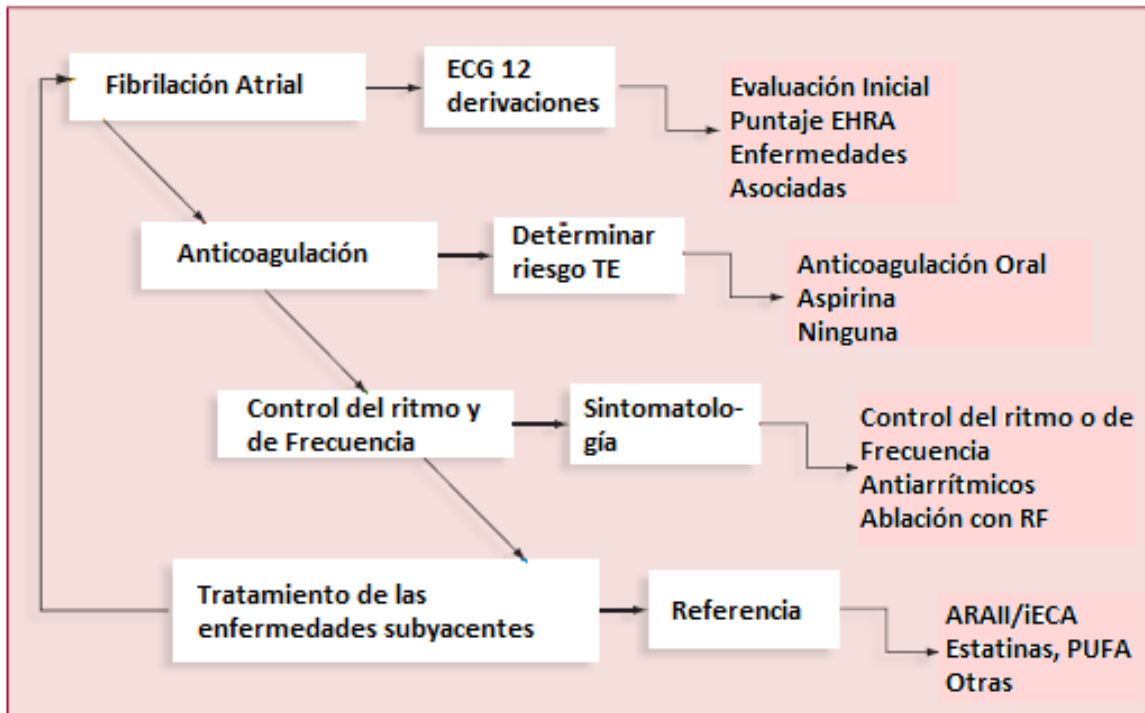 Fibrilación Atrial
ECG 12
derivaciones
Evaluación Inicial
Puntaje EHRA
Enfermedades
Asociadas
Anticoagulación
Determinar
riesgo TE
Anticoagulación Oral
Aspirina
Ninguna
Control del ritmo y
de Frecuencia
Sintomatolo-
gía
Control del ritmo o de
Frecuencia
Antiarrítmicos
Ablación con RF
Tratamiento de las
enfermedades subyacentes
Referencia
ARAII/iECA
Estatinas, PUFA
Otras